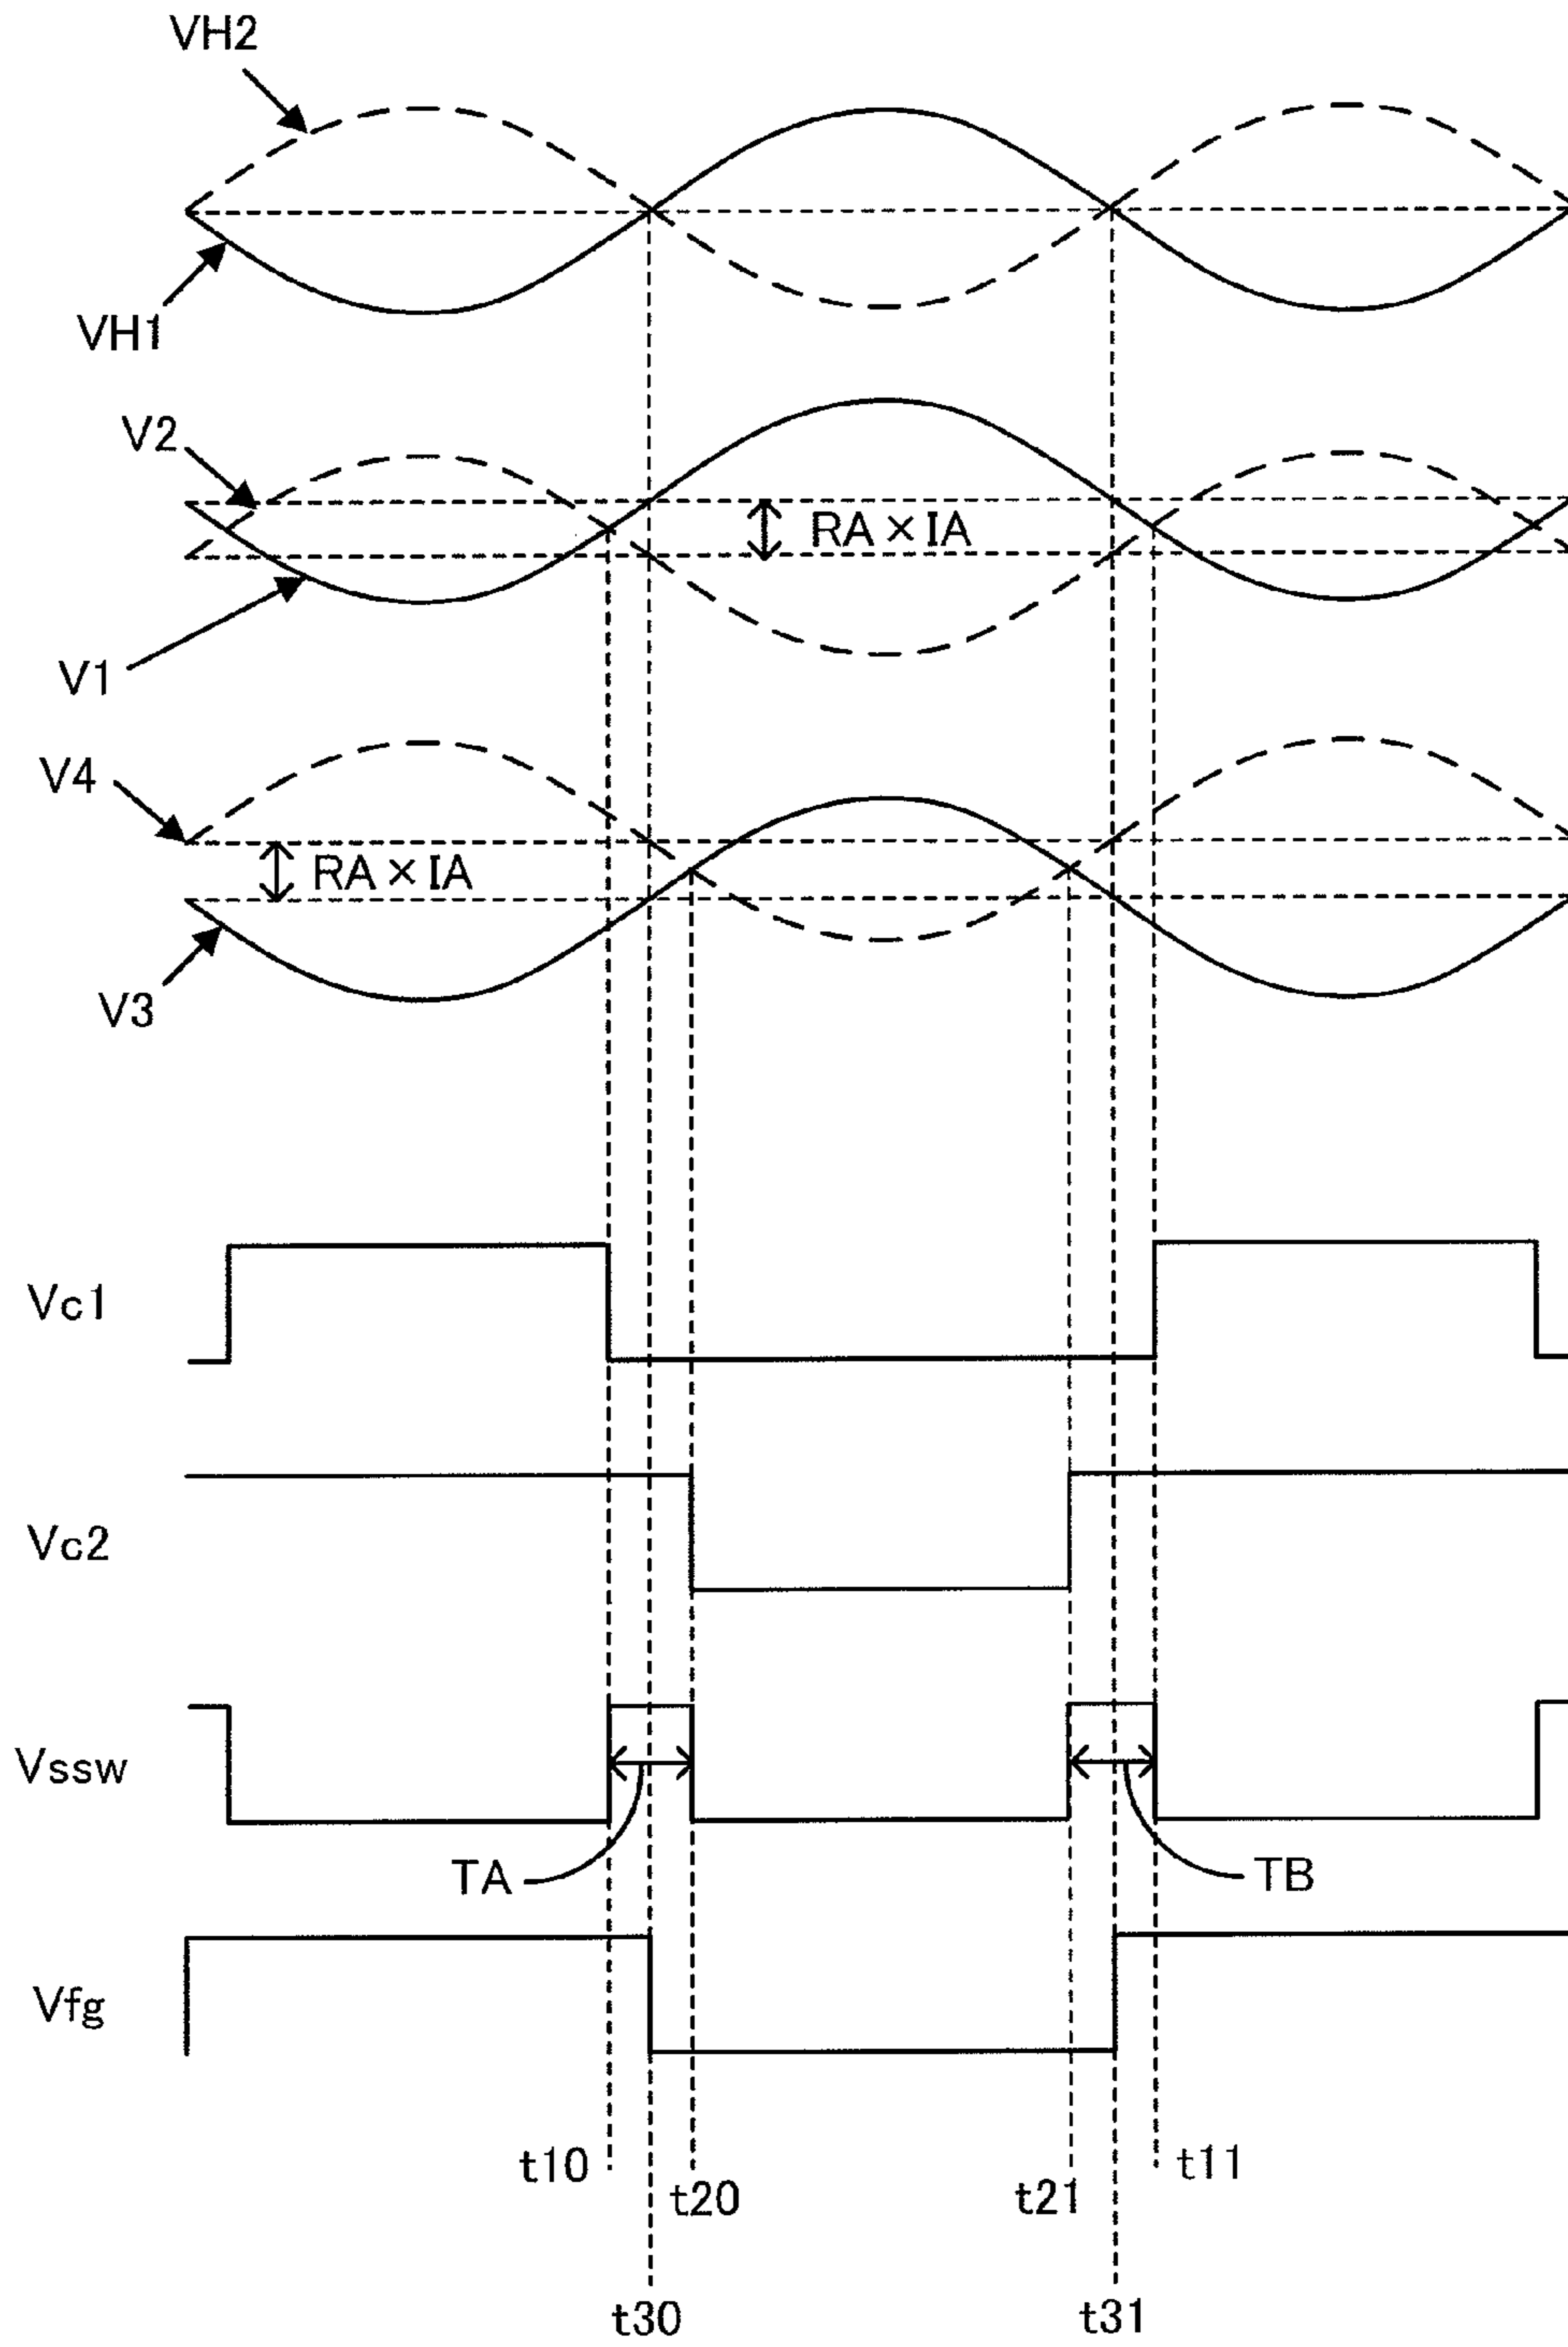 VH2
VH1
V2
RA×IA
V1
V4
RA×IA
V3
Vc1
Vc2
Vssw
TA
TB
Vfg
t10
t20
t21
t11
t30
t31